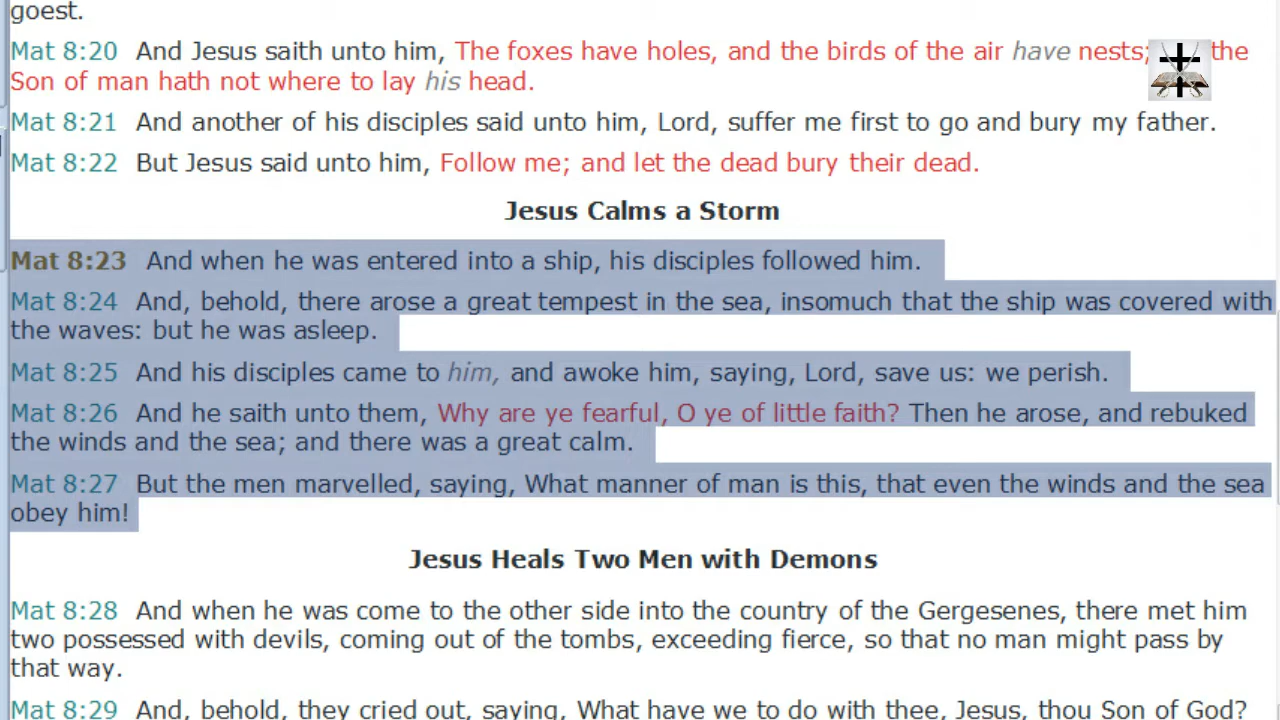 goest.
Mat 8:20 And Jesus saith unto him, The foxes have holes, and the birds of the air have nests; the
Son of man hath not where to lay his head.
Mat 8:21 And another of his disciples said unto him, Lord, suffer me first to go and bury my father.
Mat 8:22 But Jesus said unto him, Follow me; and let the dead bury their dead.
Jesus Calms a Storm
Mat 8:23 And when he was entered into a ship, his disciples followed him.
Mat 8:24 And, behold, there arose a great tempest in the sea, insomuch that the ship was covered with
the waves: but he was asleep.
Mat 8:25 And his disciples came to him, and awoke him, saying, Lord, save us: we perish.
Mat 8:26 And he saith unto them, Why are ye fearful, O ye of little faith? Then he arose, and rebuked
the winds and the sea; and there was a great calm.
Mat 8:27 But the men marvelled, saying, What manner of man is this, that even the winds and the sea
obey him!
Jesus Heals Two Men with Demons
Mat 8:28 And when he was come to the other side into the country of the Gergesenes, there met him
two possessed with devils, coming out of the tombs, exceeding fierce, so that no man might pass by
that way.
Mat 8:29 And, behold, they cried out, saying, What have we to do with thee, Jesus, thou Son of God?